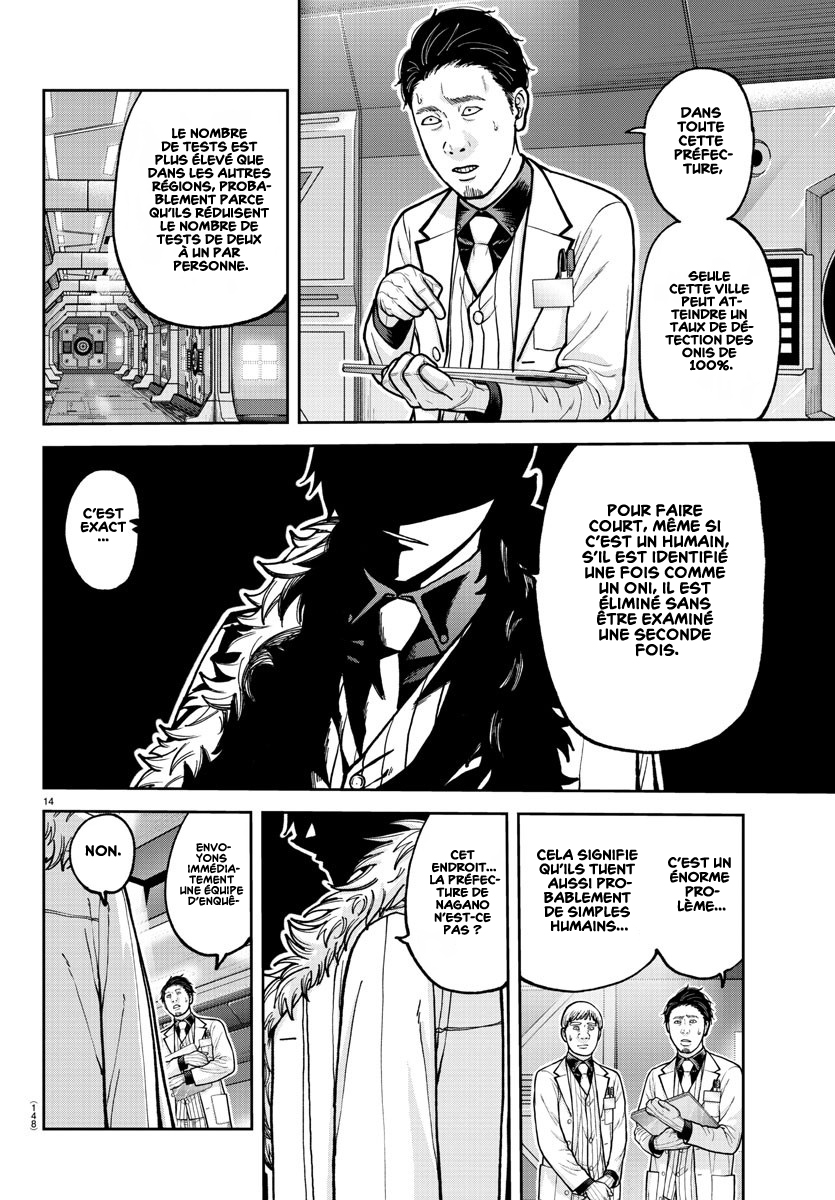 DANS
TOUTE
CETTE
PRÉFEC-
TURE,
SEULE
CETTE VILLE
PEUT AT-
TEINDRE UN
TAUX DE DÉ-
TECTION DES
ONIS DE
100%.
LE NOMBRE
DE TESTS EST
PLUS ÉLEVÉ QUE
DANS LES AUTRES
RÉGIONS, PROBA-
BLEMENT PARCE
QU'ILS RÉDUISENT
LE NOMBRE DE
TESTS DE DEUX
À UN PAR
PERSONNE.
POUR FAIRE
COURT, MÊME SI
C'EST UN HUMAIN,
S'IL EST IDENTIFIÉ
UNE FOIS COMME
UN ONI, IL EST
ÉLIMINÉ SANS
ÊTRE EXAMINÉ
UNE SECONDE
FOIS.
C'EST
EXACT
...
14
C'EST UN
ÉNORME
PRO-
LÈME...
CELA SIGNIFIE
QU'ILS TUENT
AUSSI PRO-
BABLEMENT
DE SIMPLES
HUMAINS...
CET
ENDROIT...
LA PRÉFEC-
TURE DE
NAGANO
N'EST-CE
PAS ?
ENVO-
YONS
IMMÉDIA-
TEMENT
UNE ÉQUIPE
D'ENQUÊ-
NON.
(148)